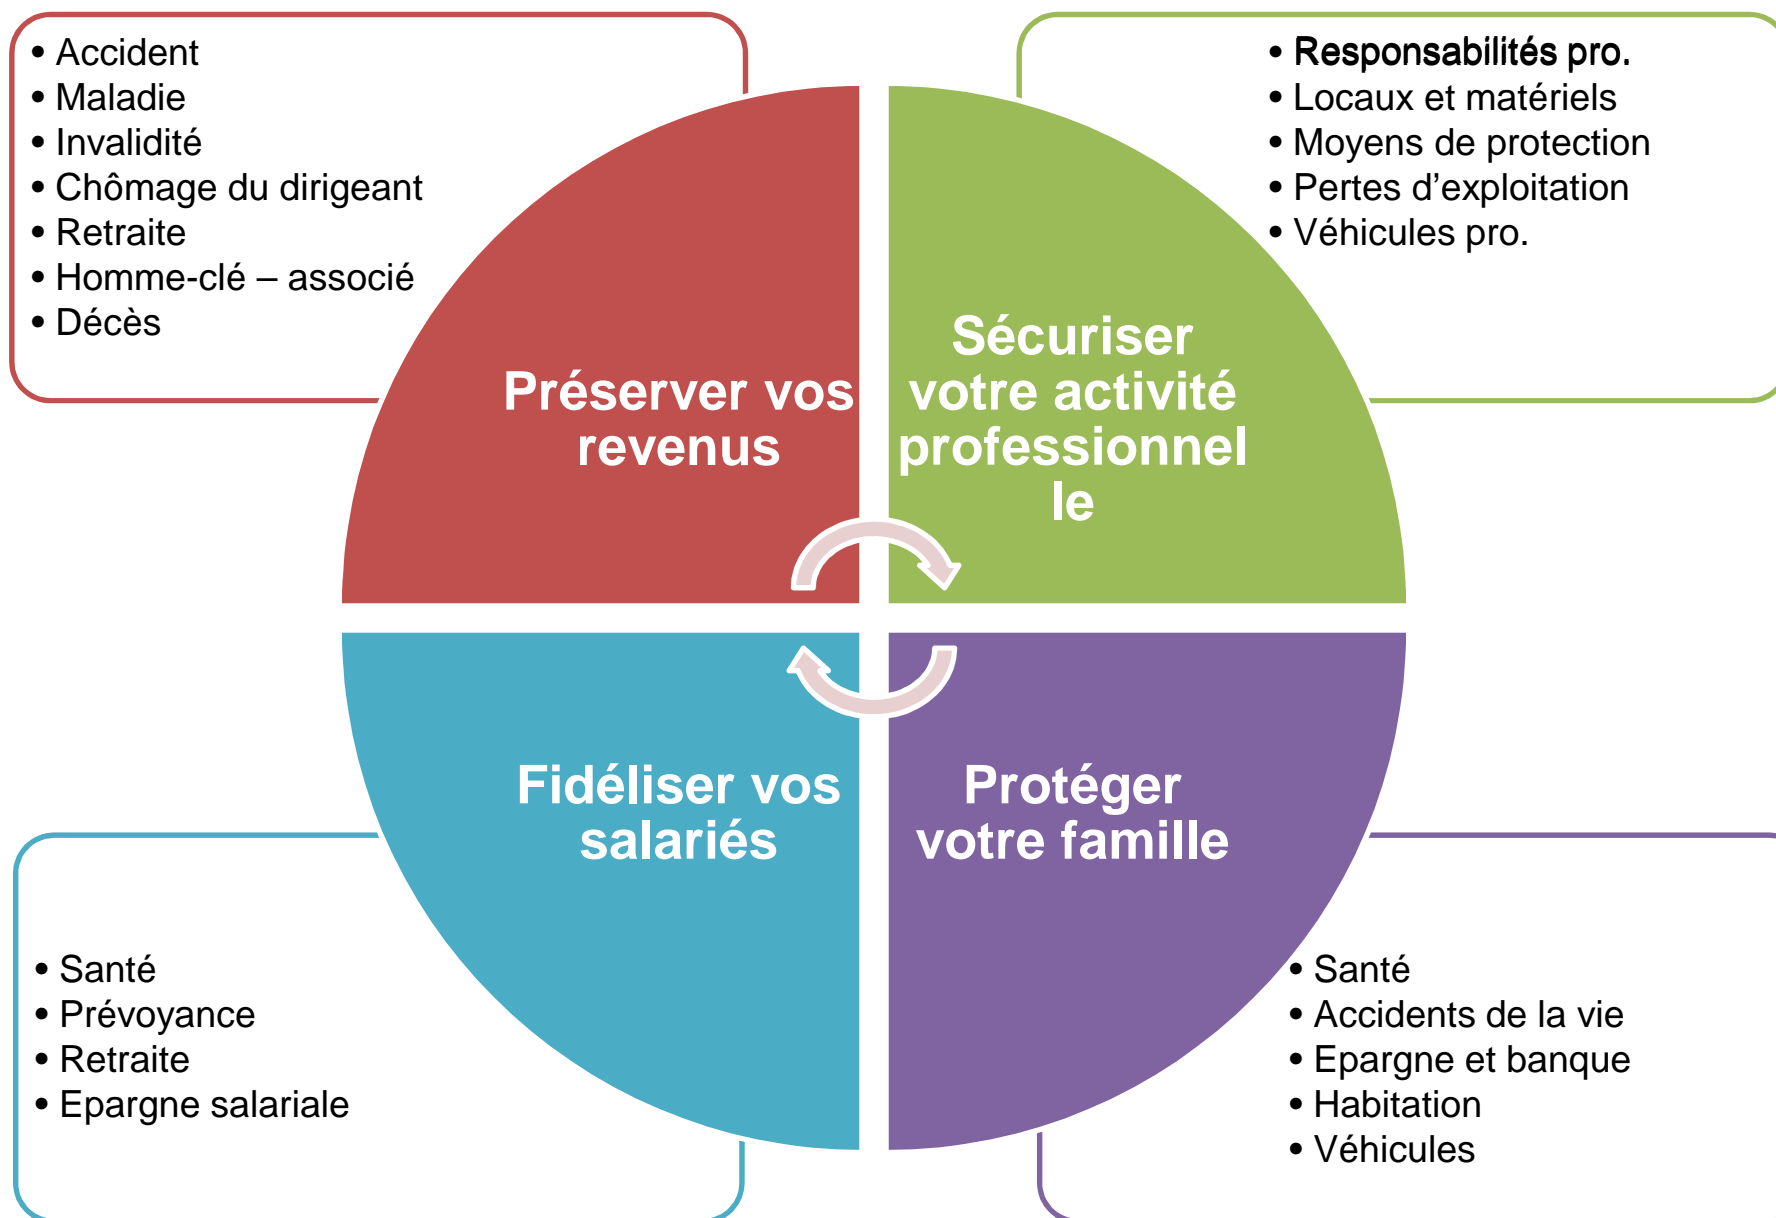 • Accident
• Maladie
• Invalidité
• Chômage du dirigeant
• Retraite
• Homme-clé – associé
• Décès
• Responsabilités pro.
• Locaux et matériels
• Moyens de protection
• Pertes d’exploitation
• Véhicules pro.
Préserver vos
revenus
Sécuriser
votre activité
professionnel
le
Fidéliser vos
salariés
Protéger
votre famille
• Santé
• Prévoyance
• Retraite
• Epargne salariale
• Santé
• Accidents de la vie
• Epargne et banque
• Habitation
• Véhicules